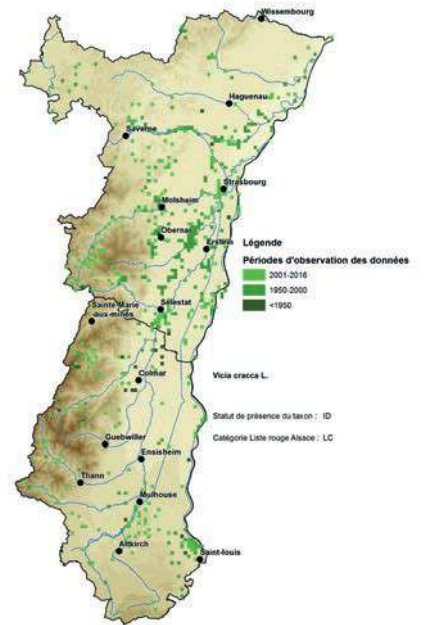 Wissembourg
Haguenau
Saverne
Strasbourg
Molsheim
Obernai
Erstein
Légende
Périodes d'observation des données
2001-2016
1950-2000
<1950
Sélestat
Sainte-Marie
aux-mines
Colmar
Vicia cracca L.
Statut de présence du taxon : ID
Catégorie Liste rouge Alsace : LC
Guebwiller
Ensisheim
Thann
Mulhouse
Altkirch
Saint-louis